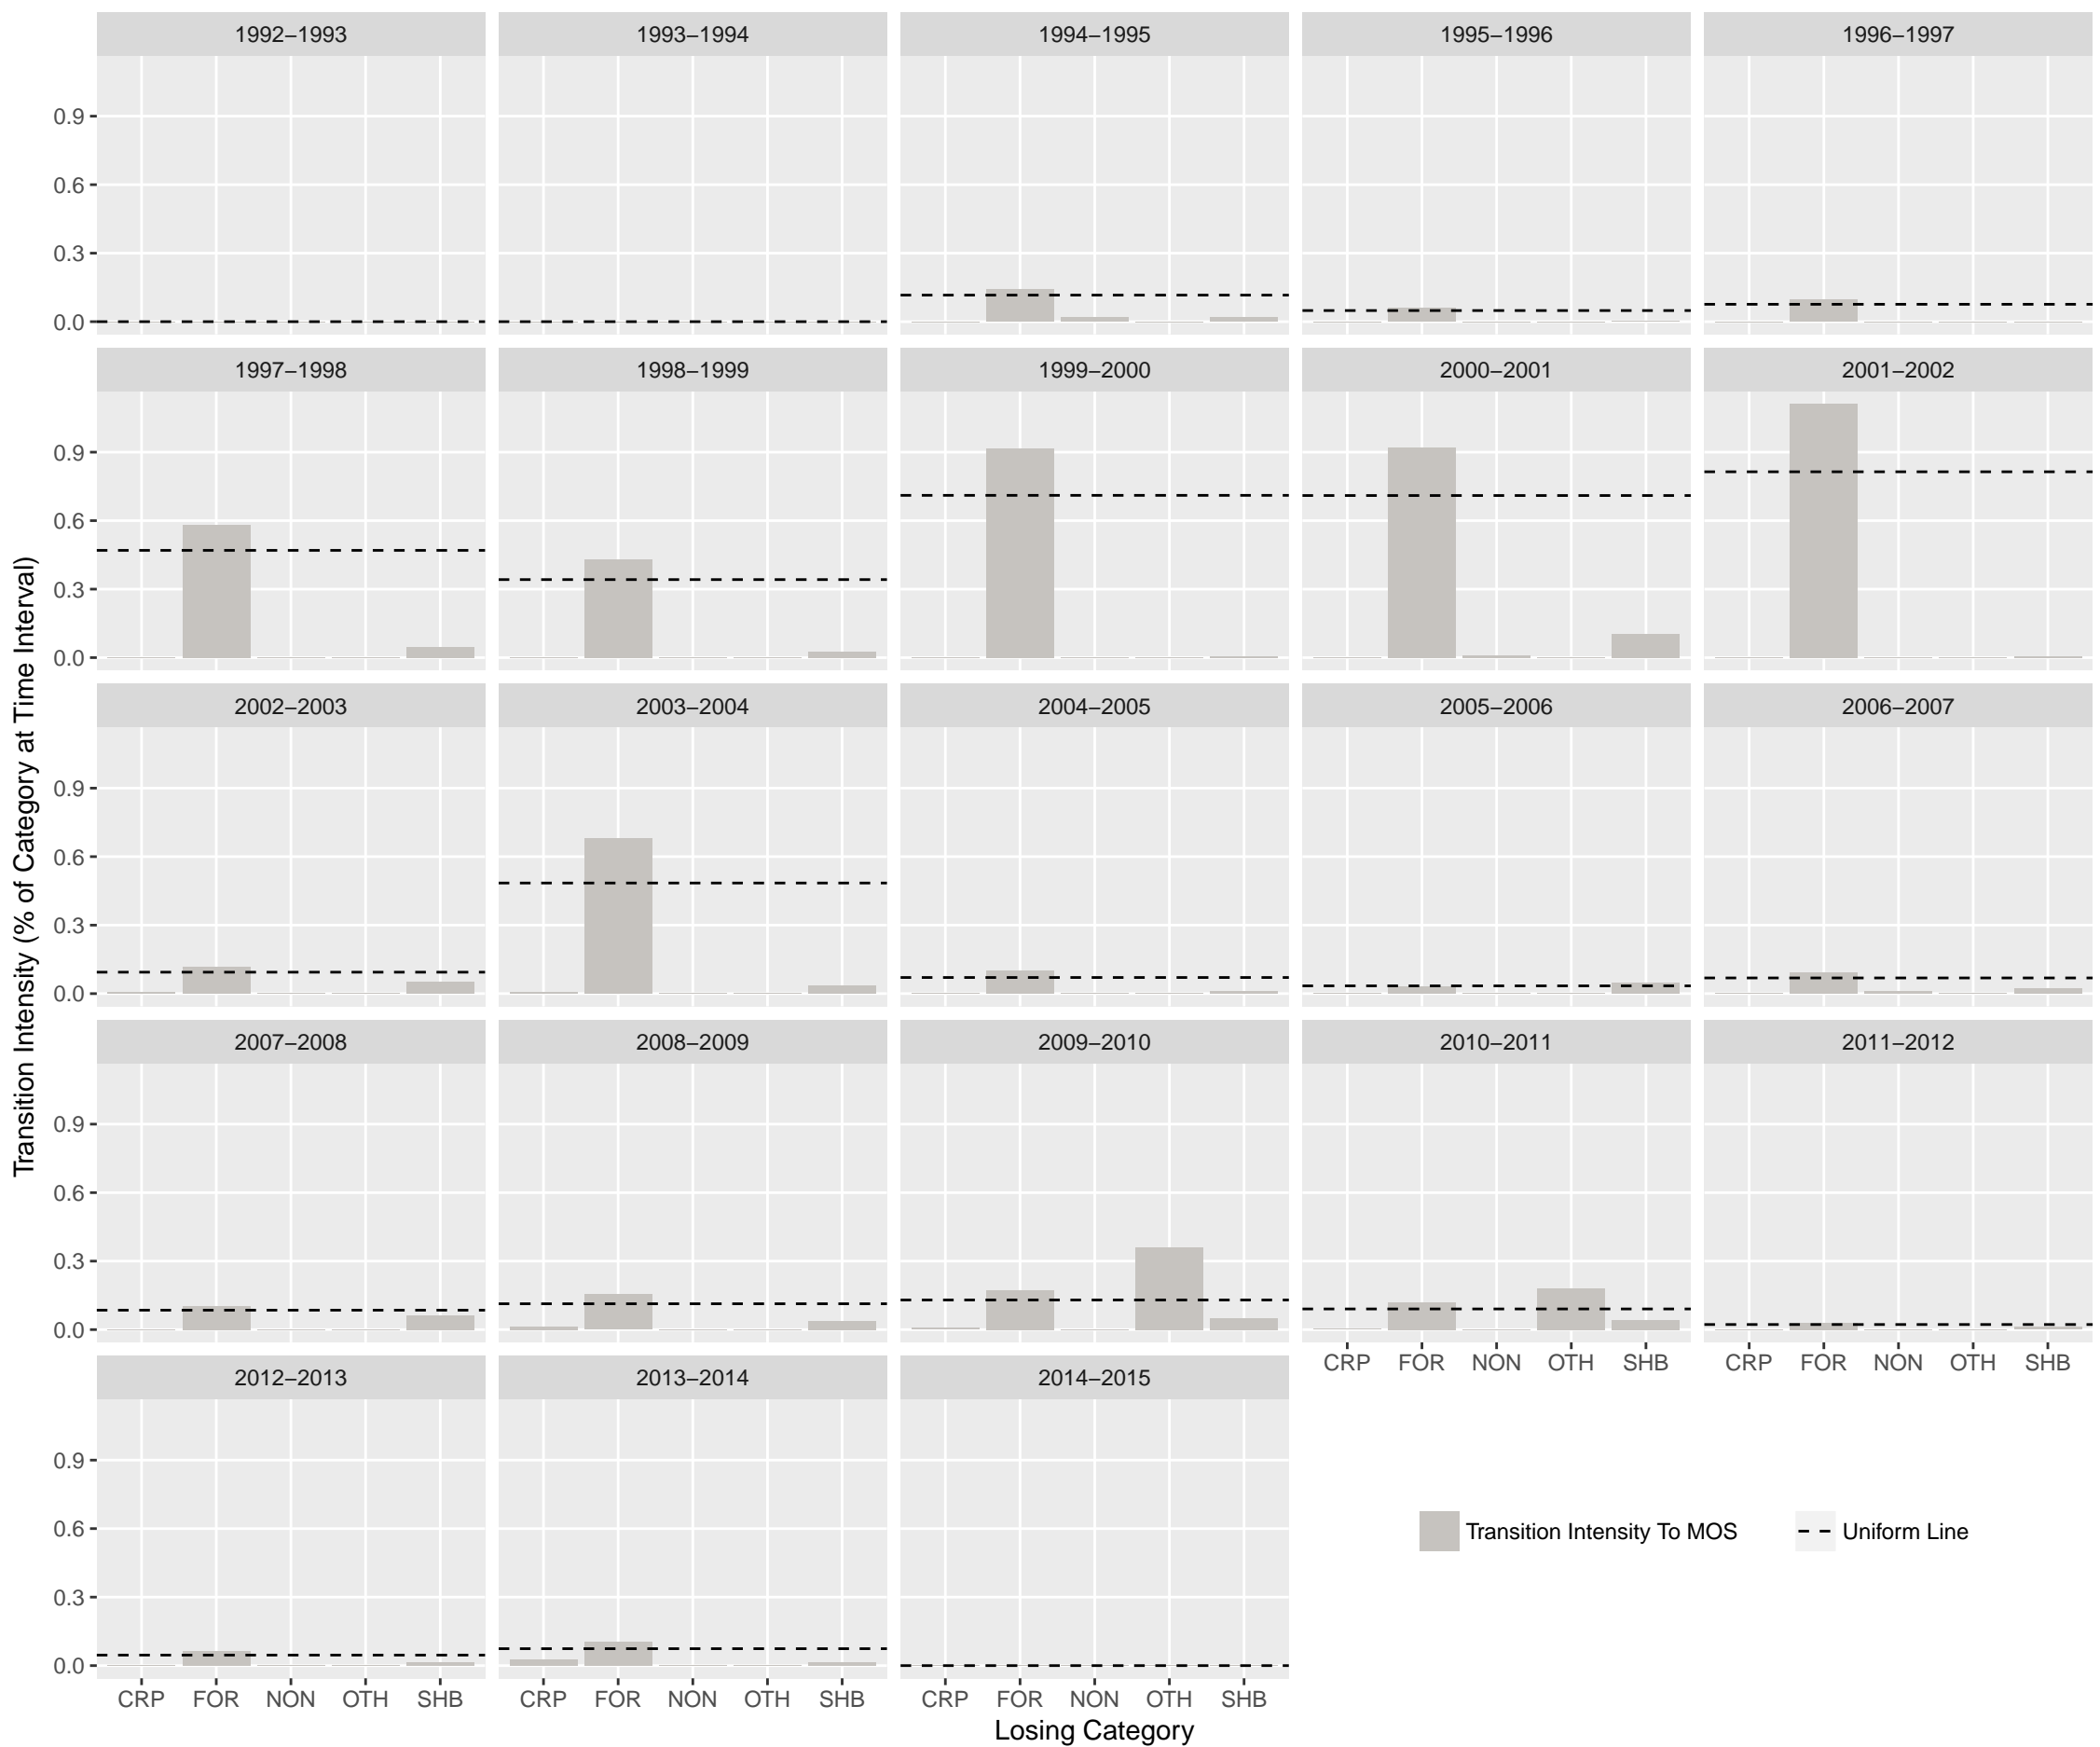 Transition Intensity (% of Category at Time Interval)
1992–1993 1993–1994 1994–1995 1995–1996 1996–1997
0.9
0.6
0.3
0.0
1997–1998 1998–1999 1999–2000 2000–2001 2001–2002
0.9
0.6
0.3
0.0
2002–2003 2003–2004 2004–2005 2005–2006 2006–2007
0.9
0.6
0.3
0.0
2007–2008 2008–2009 2009–2010 2010–2011 2011–2012
0.9
0.6
0.3
0.0
CRP FOR NON OTH SHB CRP FOR NON OTH SHB
2012–2013 2013–2014 2014–2015
0.9
0.6
0.3
0.0
Transition Intensity To MOS Uniform Line
CRP FOR NON OTH SHB CRP FOR NON OTH SHB CRP FOR NON OTH SHB
Losing Category